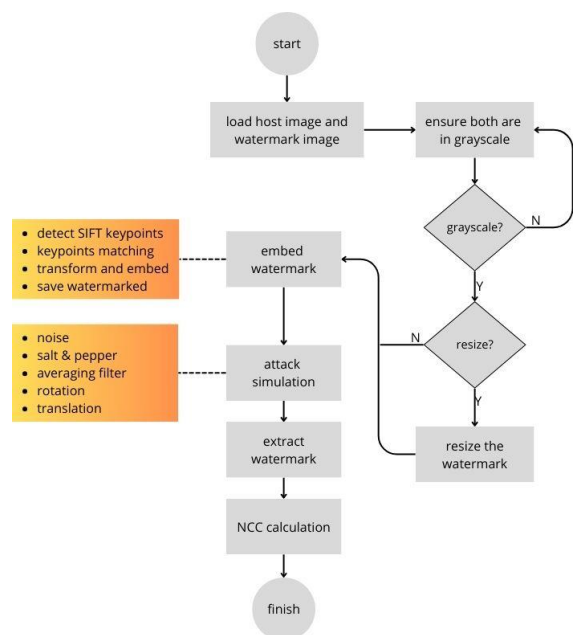 start
load host image and
watermark image
ensure both are
in grayscale
grayscale?
N
Y
resize?
N
Y
resize the
watermark
embed
watermark
• detect SIFT keypoints
• keypoints matching
• transform and embed
• save watermarked
attack
simulation
• noise
• salt & pepper
• averaging filter
• rotation
• translation
extract
watermark
NCC calculation
finish